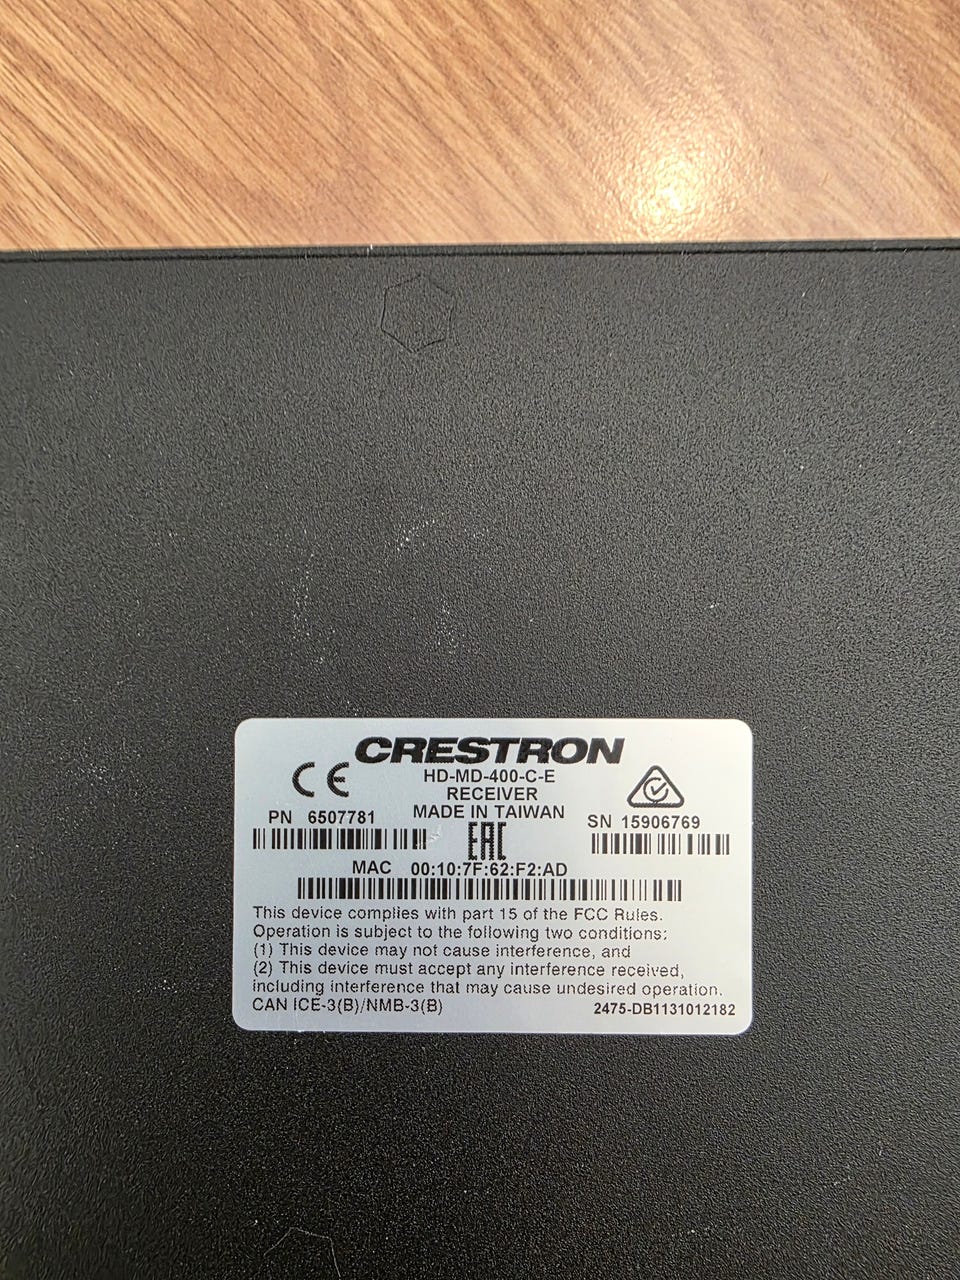 CRESTRON
CE
HD-MD-400-C-E
RECEIVER
MADE IN TAIWAN
PN 6507781
SN 15906769
EAC
MAC 00:10:7F:62:F2:AD
This device complies with part 15 of the FCC Rules.
Operation is subject to the following two conditions:
(1) This device may not cause interference, and
(2) This device must accept any interference received,
including interference that may cause undesired operation.
CAN ICE-3(B)/NMB-3(B)
2475-DB1131012182